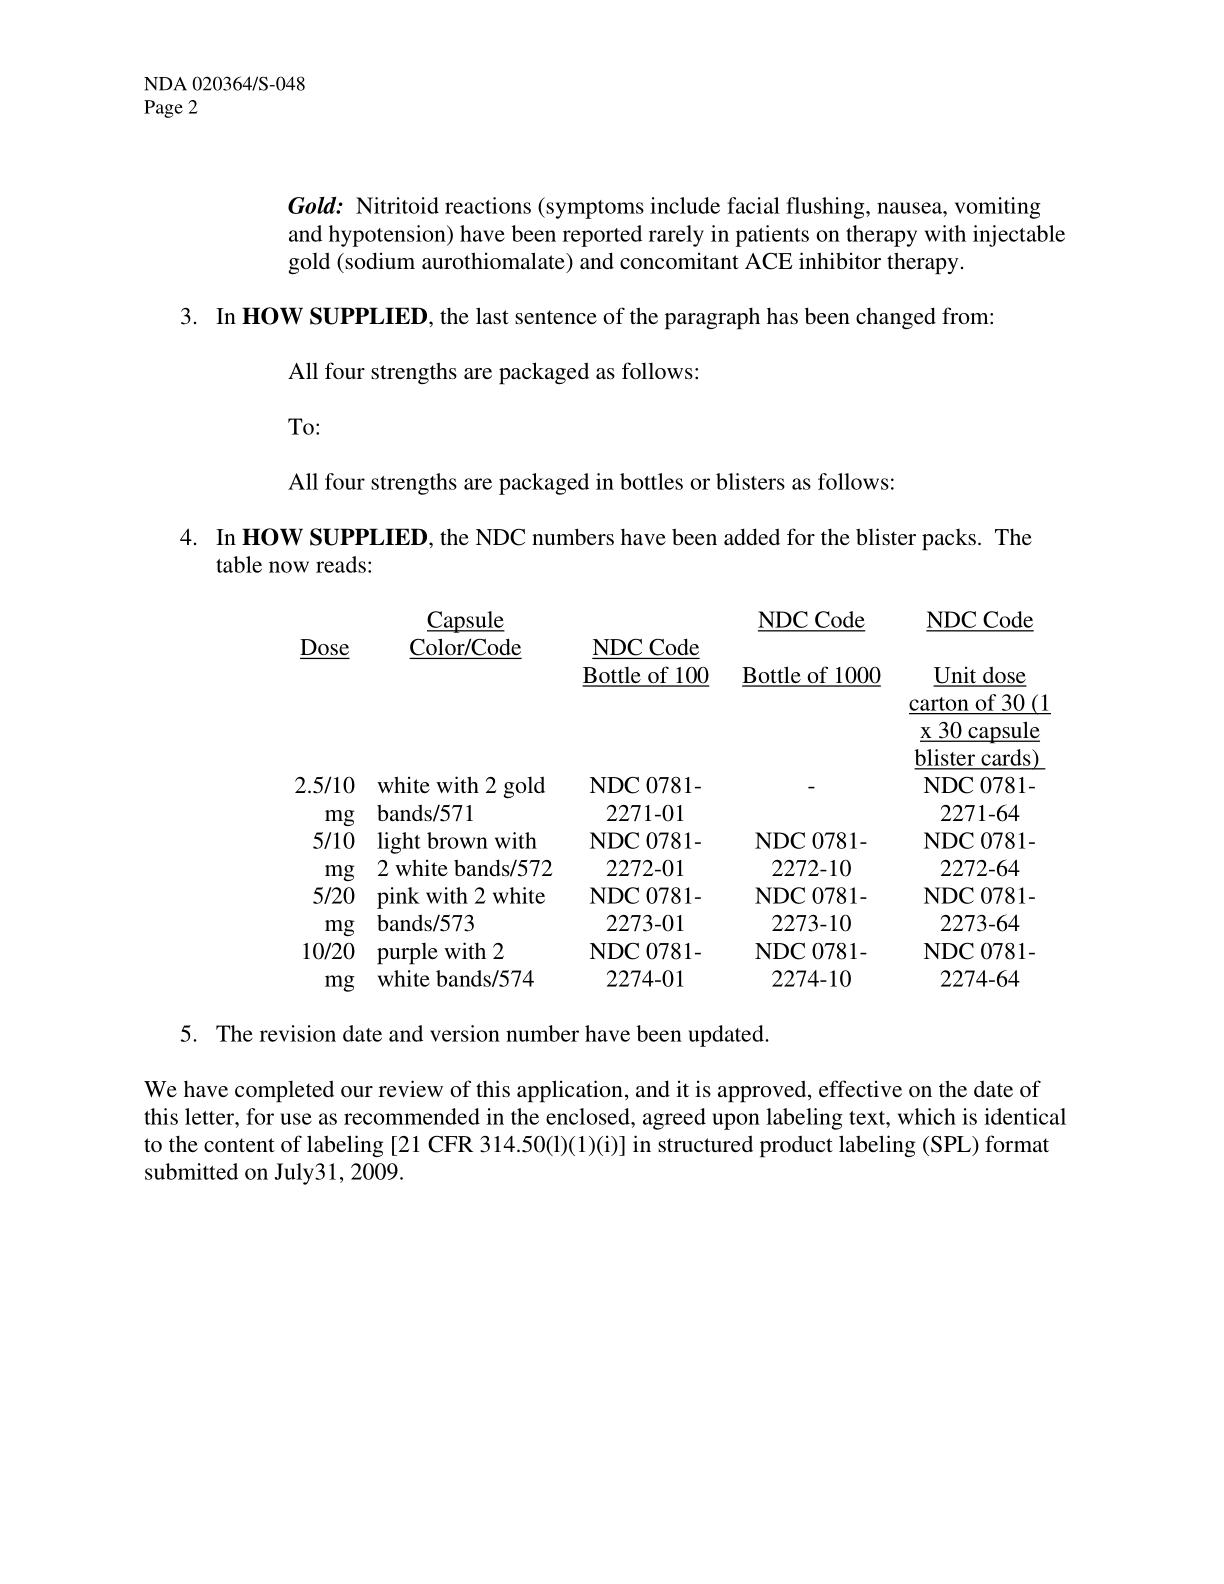 NDA 020364/S-048
Page 2
Gold: Nitritoid reactions (symptoms include facial flushing, nausea, vomiting
and hypotension) have been reported rarely in patients on therapy with injectable
gold (sodium aurothiomalate) and concomitant ACE inhibitor therapy.
3. In HOW SUPPLIED, the last sentence of the paragraph has been changed from:
All four strengths are packaged as follows:
To:
All four strengths are packaged in bottles or blisters as follows:
4. In HOW SUPPLIED, the NDC numbers have been added for the blister packs. The
table now reads:
Capsule NDC Code NDC Code
Dose Color/Code NDC Code
Bottle of 100 Bottle of 1000 Unit dose
carton of 30 (1
x 30 capsule
blister cards)
2.5/10 white with 2 gold NDC 0781- - NDC 0781-
mg bands/571 2271-01 2271-64
5/10 light brown with NDC 0781- NDC 0781- NDC 0781-
mg 2 white bands/572 2272-01 2272-10 2272-64
5/20 pink with 2 white NDC 0781- NDC 0781- NDC 0781-
mg bands/573 2273-01 2273-10 2273-64
10/20 purple with 2 NDC 0781- NDC 0781- NDC 0781-
mg white bands/574 2274-01 2274-10 2274-64
5. The revision date and version number have been updated.
We have completed our review of this application, and it is approved, effective on the date of
this letter, for use as recommended in the enclosed, agreed upon labeling text, which is identical
to the content of labeling [21 CFR 314.50(l)(1)(i)] in structured product labeling (SPL) format
submitted on July31, 2009.